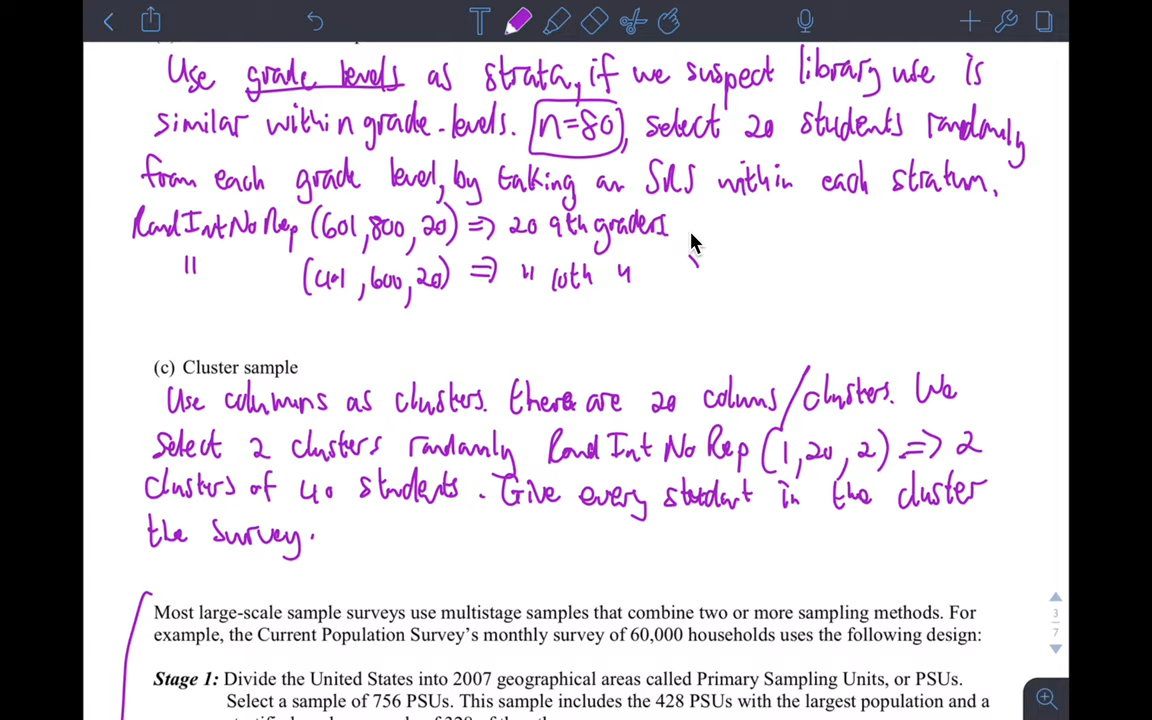 Use grade levels as strata, if we suspect library use is
similar within grade-levels. n=80, select 20 students randomly
from each grade level, by taking an SRS within each stratum.
RandIntNoRep (601,800,20) => 20 9th graders
" (401,600,20) => " 10th "
(c) Cluster sample
Use columns as clusters. there are 20 colums/clusters. We
select 2 clusters randomly RandIntNoRep (1,20,2) => 2
clusters of 40 students. Give every student in the cluster
the survey.
Most large-scale sample surveys use multistage samples that combine two or more sampling methods. For
example, the Current Population Survey's monthly survey of 60,000 households uses the following design:
3
7
Stage 1: Divide the United States into 2007 geographical areas called Primary Sampling Units, or PSUs.
Select a sample of 756 PSUs. This sample includes the 428 PSUs with the largest population and a